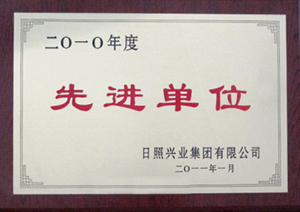 二〇一〇年度
先进单位
日照兴业集团有限公司
二〇一一年一月